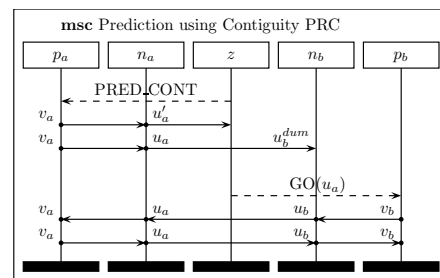 msc Prediction using Contiguity PRC
p_a n_a z n_b p_b
PRED_CONT
v_a u'_a
v_a u_a u_b^{dum}
GO(u_a)
v_a u_a u_b v_b
v_a u_a u_b v_b